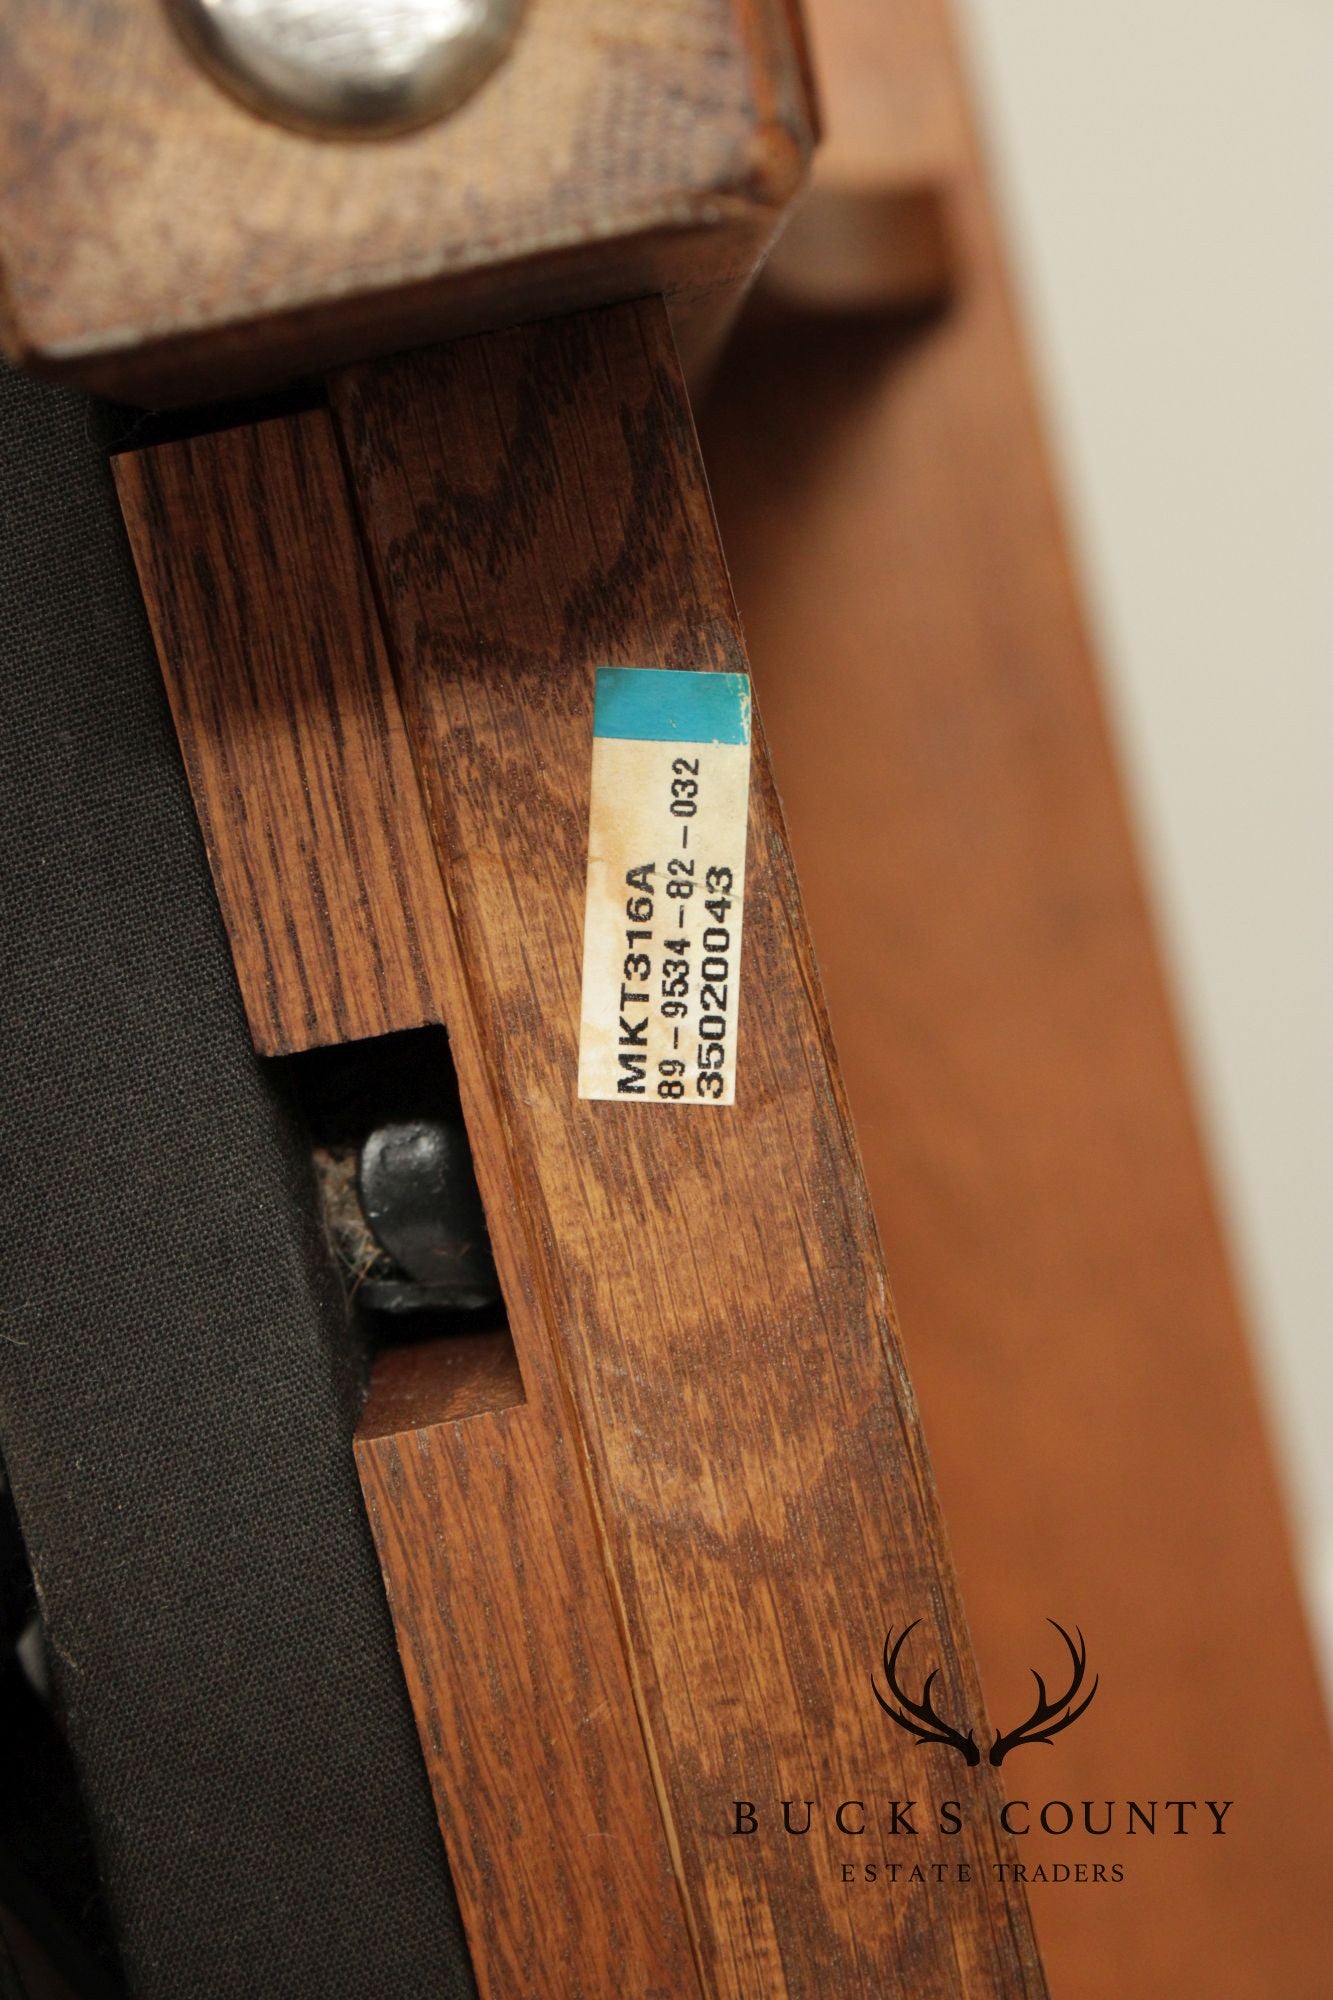 MKT316A
89-9534-82-032
35020043
BUCKS COUNTY
ESTATE TRADERS